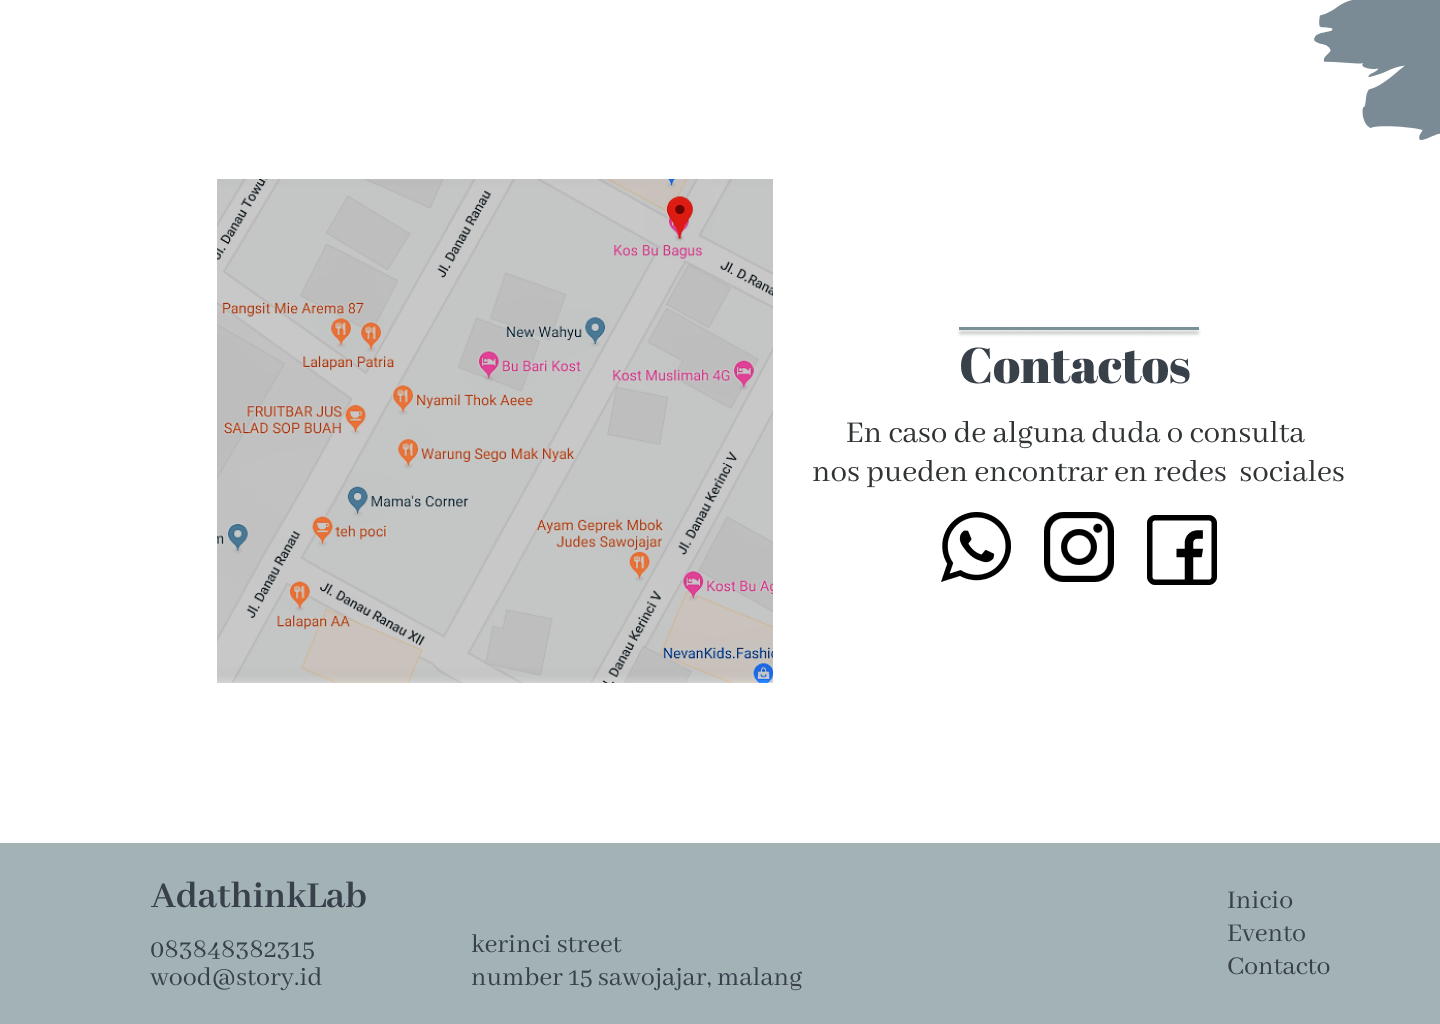 Jl. Danau Towu
Jl. Danau Ranau
Kos Bu Bagus
Jl. D.Rana
Pangsit Mie Arema 87
Lalapan Patria
New Wahyu
Bu Bari Kost
Kost Muslimah 4G
Nyamil Thok Aeee
FRUITBAR JUS
SALAD SOP BUAH
Warung Sego Mak Nyak
Mama's Corner
teh poci
n
Ayam Geprek Mbok
Judes Sawojajar
Jl. Danau Kerinci V
Jl. Danau Ranau
Jl. Danau Ranau XII
Lalapan AA
Kost Bu Ag
. Danau Kerinci V
NevanKids.Fashi
Contactos
En caso de alguna duda o consulta
nos pueden encontrar en redes sociales
AdathinkLab
083848382315
wood@story.id
kerinci street
number 15 sawojajar, malang
Inicio
Evento
Contacto